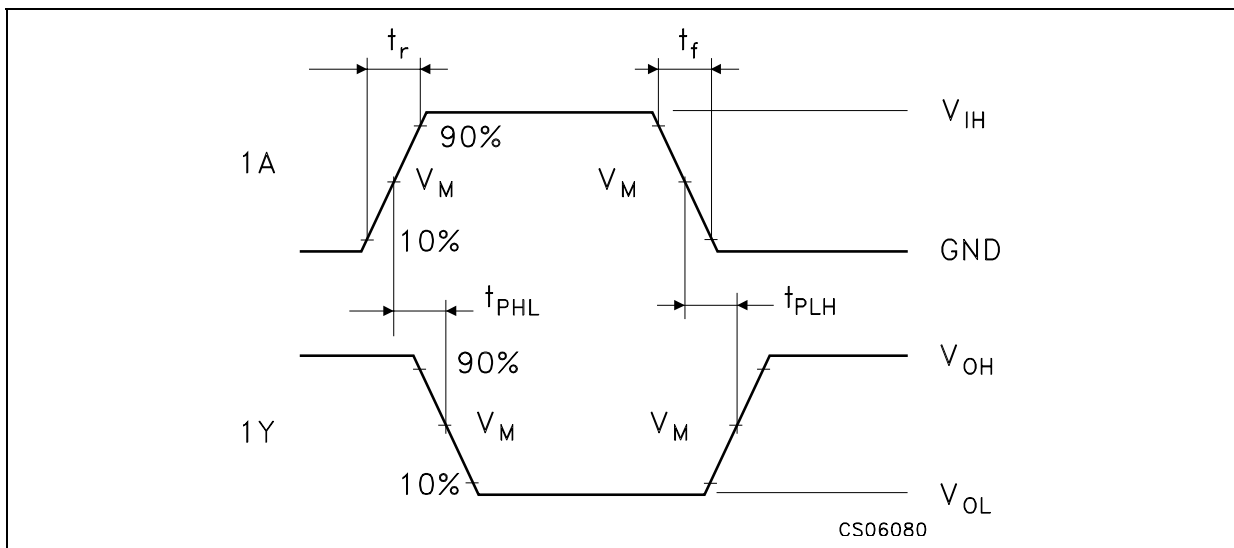 t_r t_f
V_IH
90%
1A V_M V_M
10% GND
t_PHL t_PLH
90% V_OH
1Y V_M V_M
10%
V_OL
CS06080